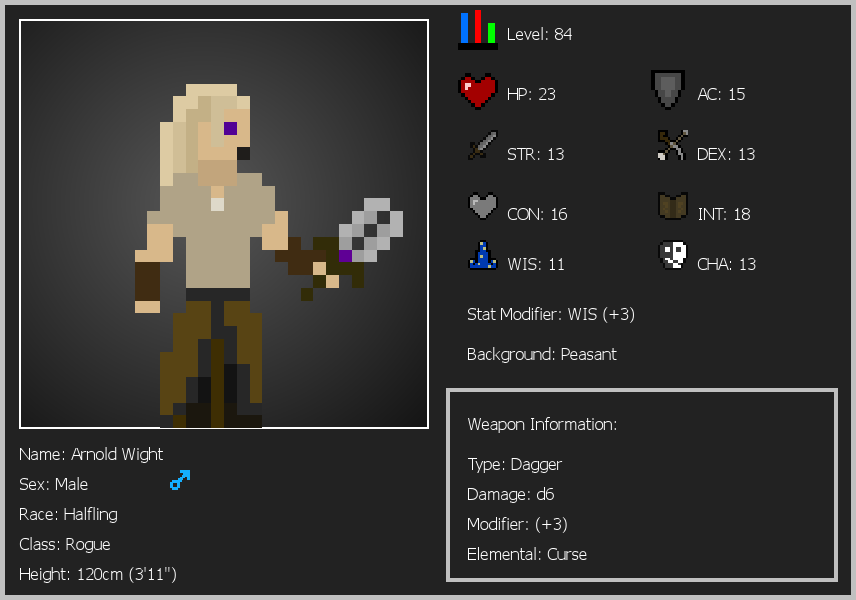 Level: 84
HP: 23
AC: 15
STR: 13
DEX: 13
CON: 16
INT: 18
WIS: 11
CHA: 13
Stat Modifier: WIS (+3)
Background: Peasant
Weapon Information:
Type: Dagger
Damage: d6
Modifier: (+3)
Elemental: Curse
Name: Arnold Wight
Sex: Male
Race: Halfling
Class: Rogue
Height: 120cm (3'11")